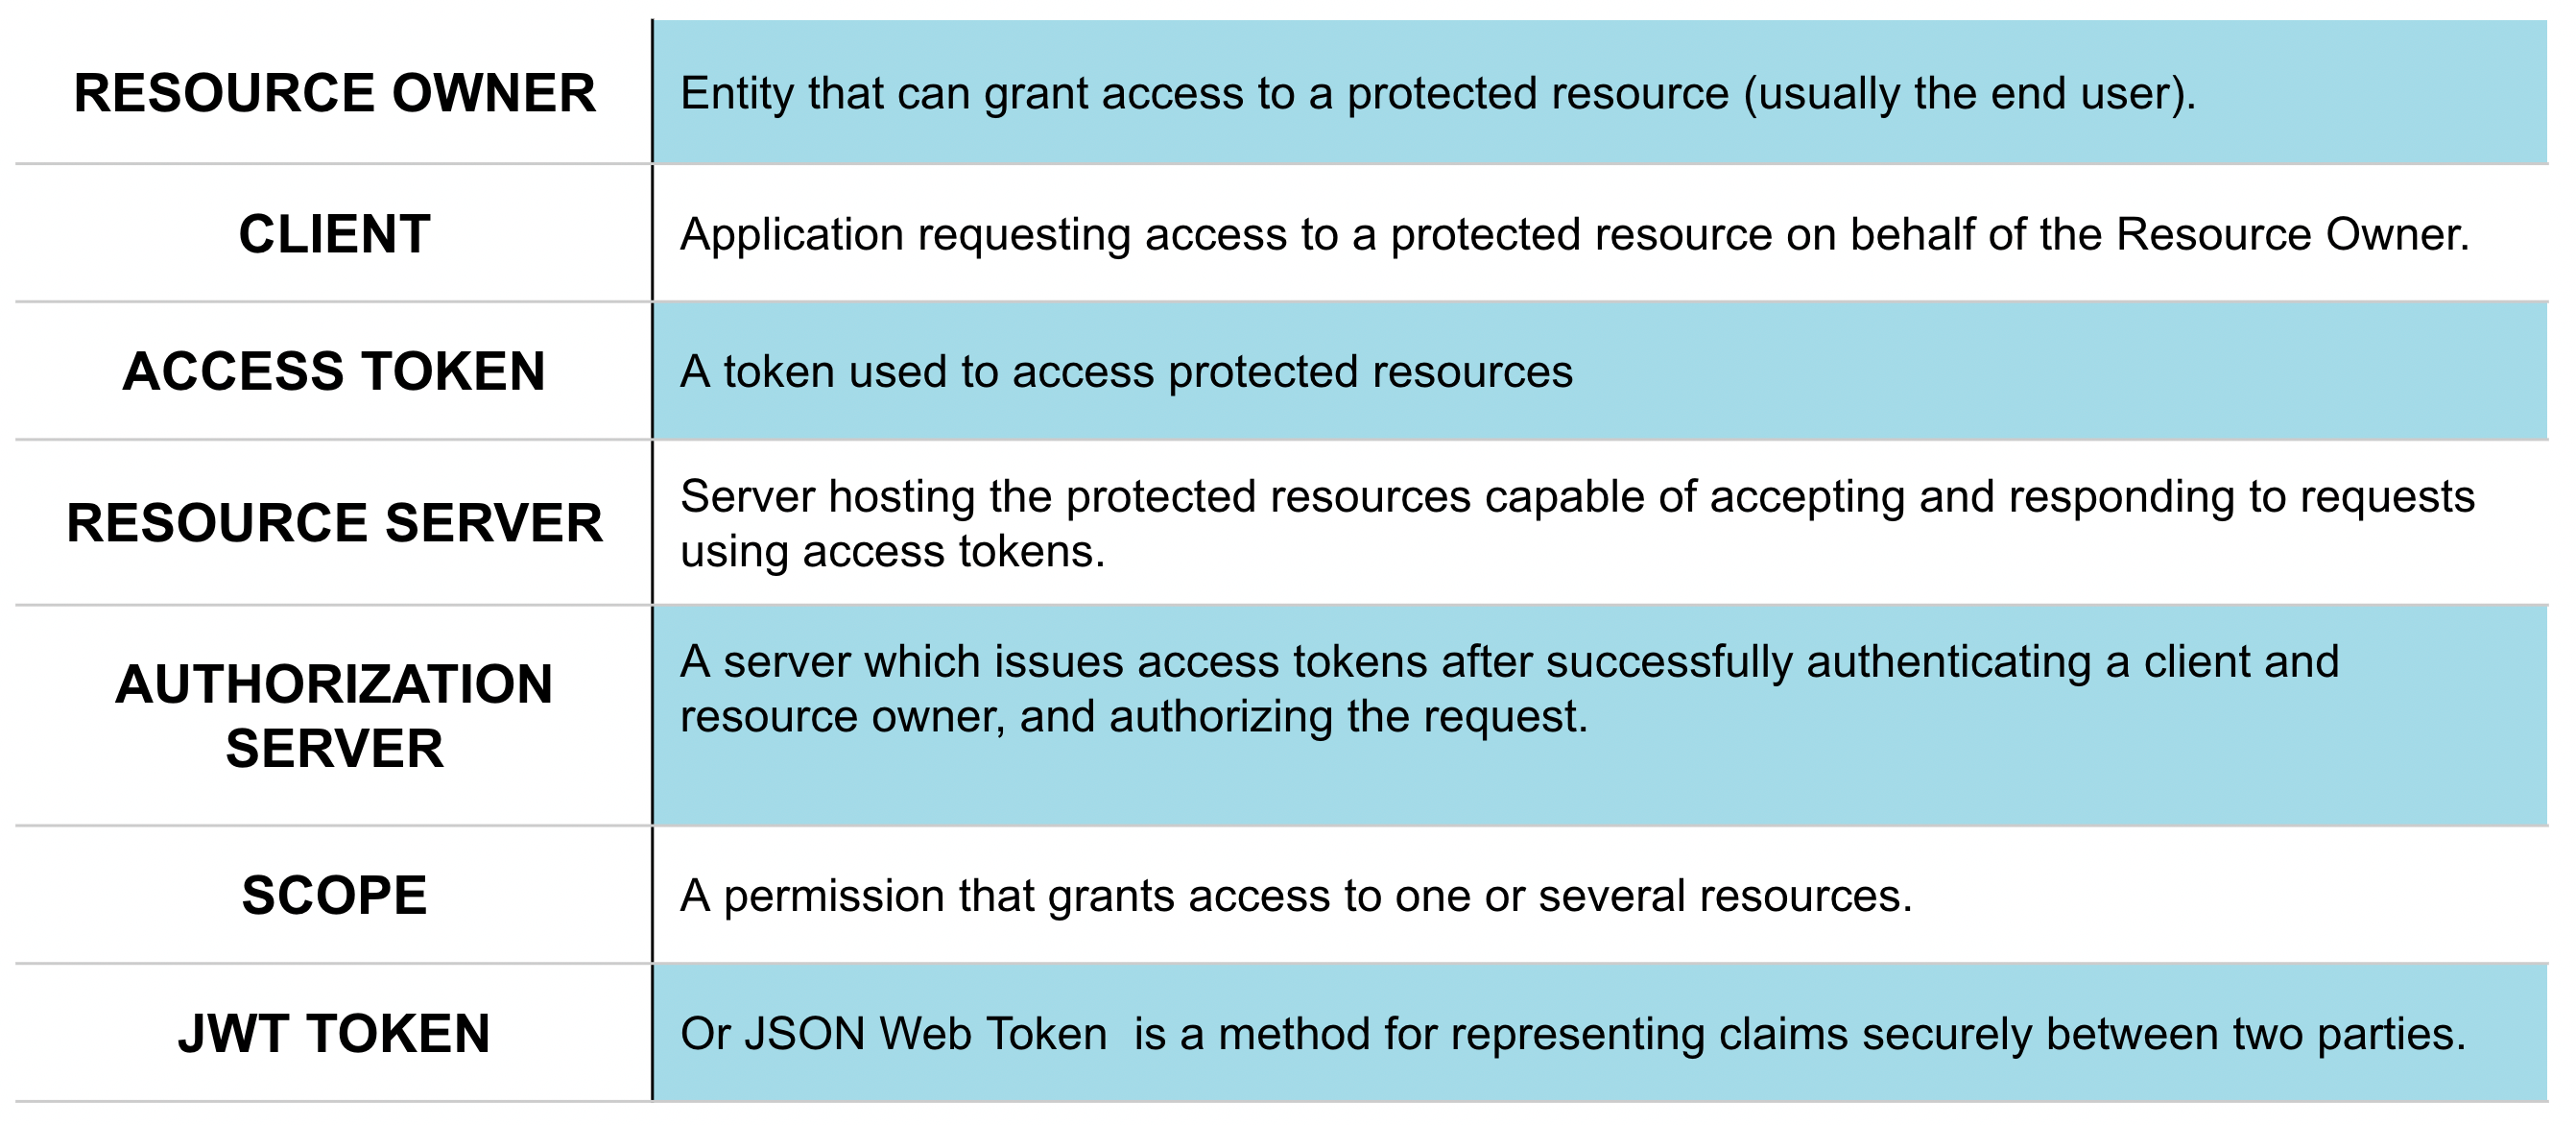 RESOURCE OWNER
Entity that can grant access to a protected resource (usually the end user).
CLIENT
Application requesting access to a protected resource on behalf of the Resource Owner.
ACCESS TOKEN
A token used to access protected resources
RESOURCE SERVER
Server hosting the protected resources capable of accepting and responding to requests
using access tokens.
AUTHORIZATION
SERVER
A server which issues access tokens after successfully authenticating a client and
resource owner, and authorizing the request.
SCOPE
A permission that grants access to one or several resources.
JWT TOKEN
Or JSON Web Token  is a method for representing claims securely between two parties.